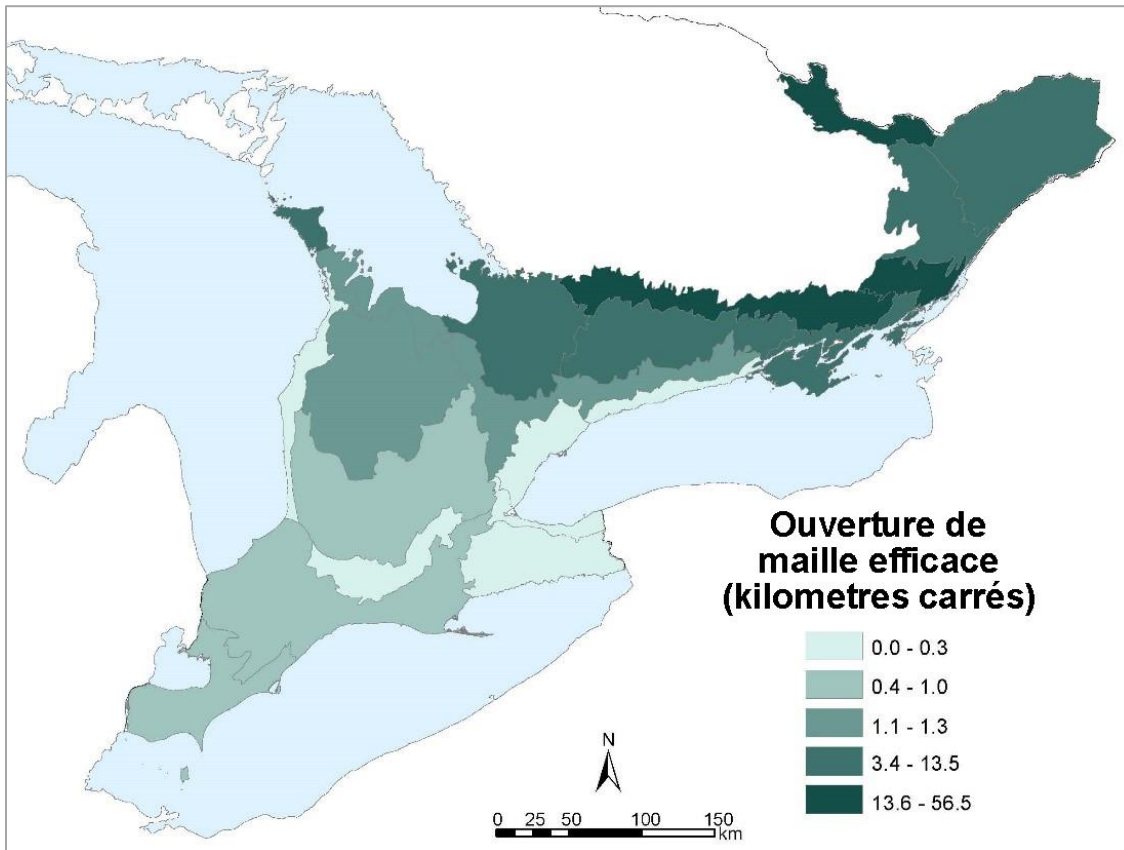 Ouverture de
maille efficace
(kilometres carrés)
0.0 - 0.3
0.4 - 1.0
1.1 - 1.3
3.4 - 13.5
13.6 - 56.5
N
0 25 50 100 150
km